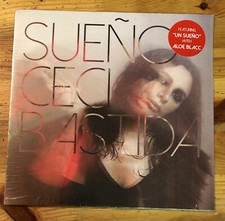 SUEÑO
CECI
BASTIDA
FEATURING
"UN SUEÑO"
WITH
ALOE BLACC